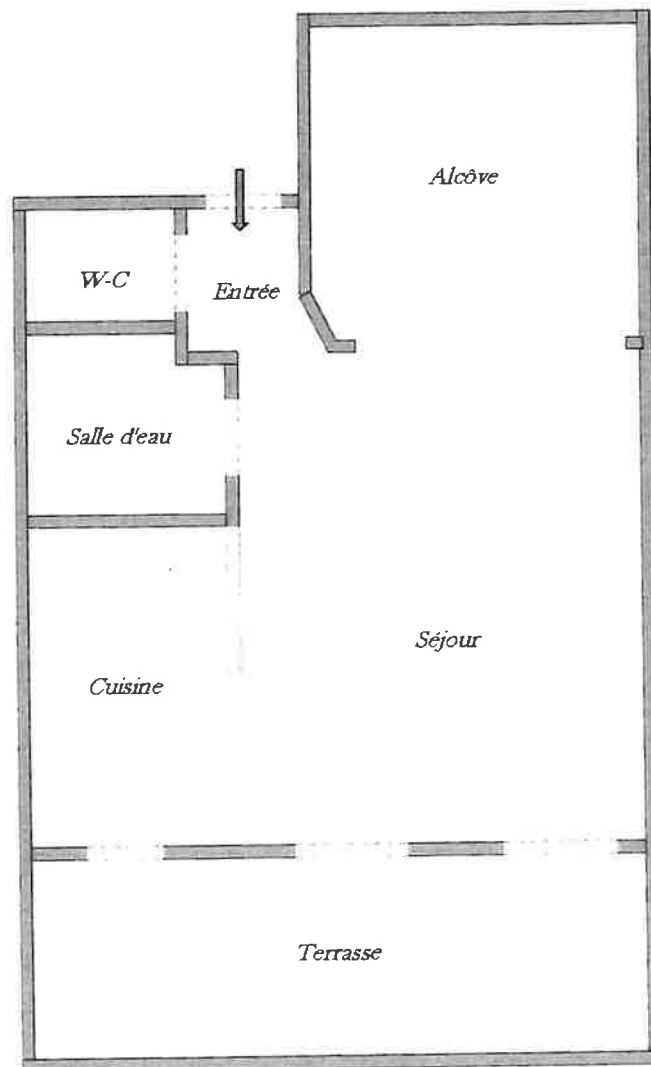 Alcôve
W-C
Entrée
Salle d'eau
Séjour
Cuisine
Terrasse